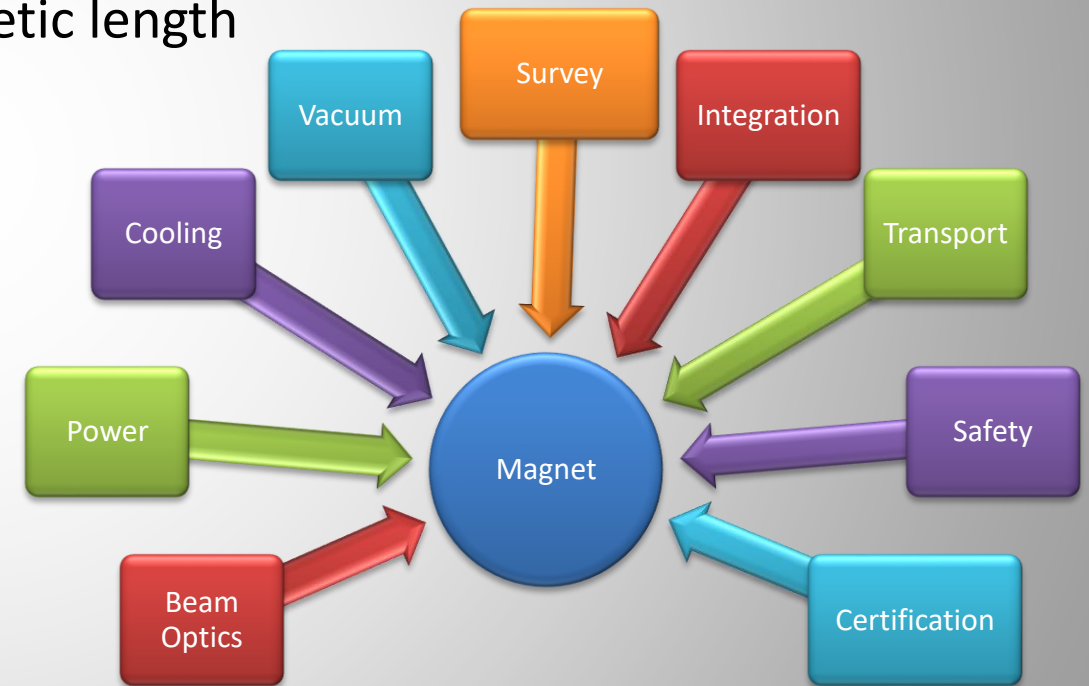 etic length
Survey
Vacuum
Integration
Cooling
Transport
Power
Safety
Magnet
Beam
Optics
Certification